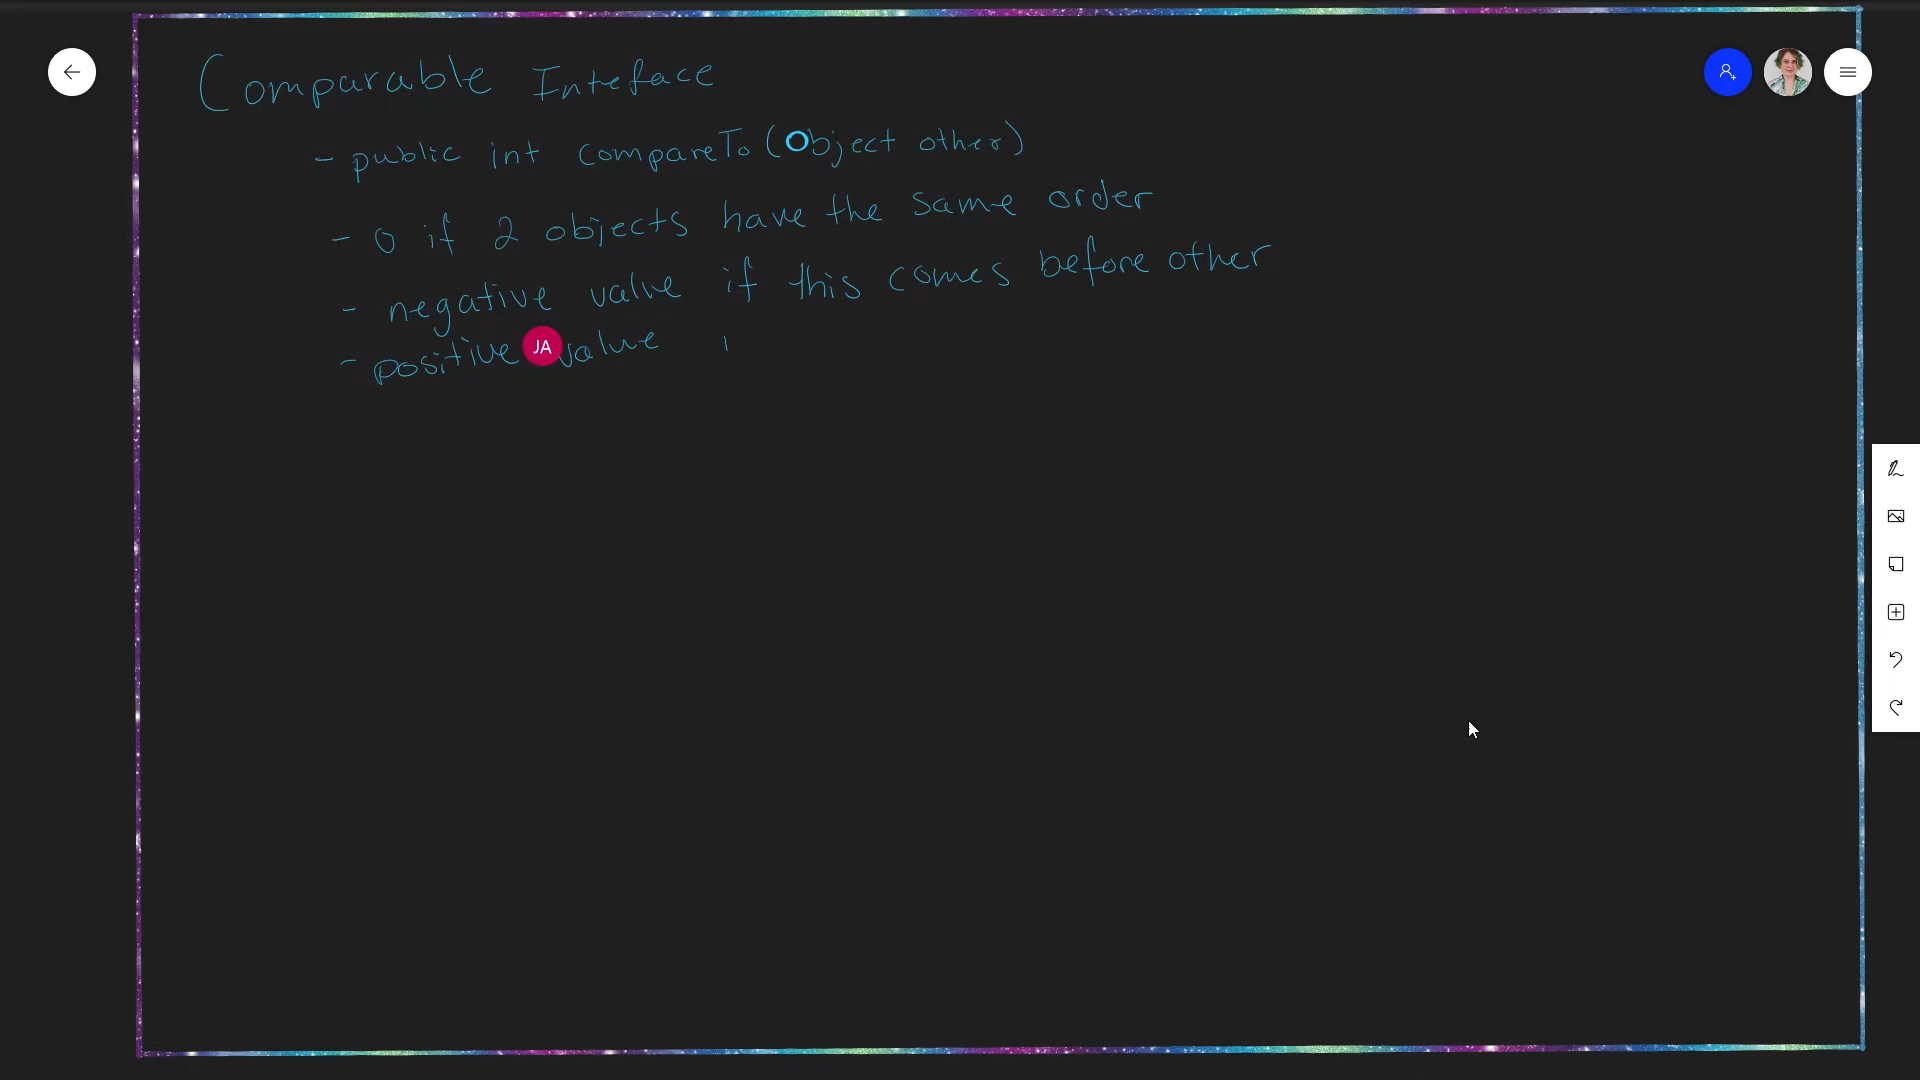 Comparable Inteface
- public int compareTo (Object other)
- 0 if 2 objects have the same order
- negative value if this comes before other
- positive value
JA